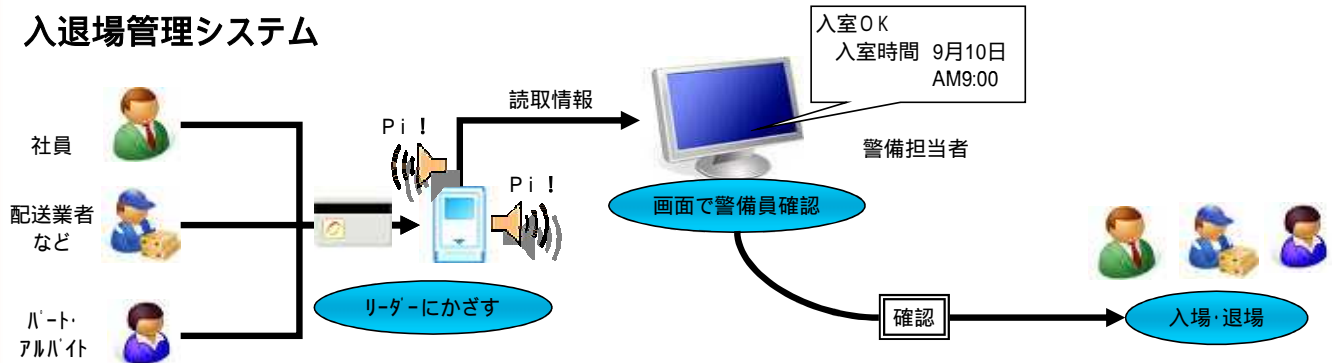 入退場管理システム
入室OK
入室時間 9月10日
AM9:00
読取情報
Pi!
社員
警備担当者
Pi!
画面で警備員確認
配送業者
など
リーダーにかざす
パート・
アルバイト
確認
入場・退場